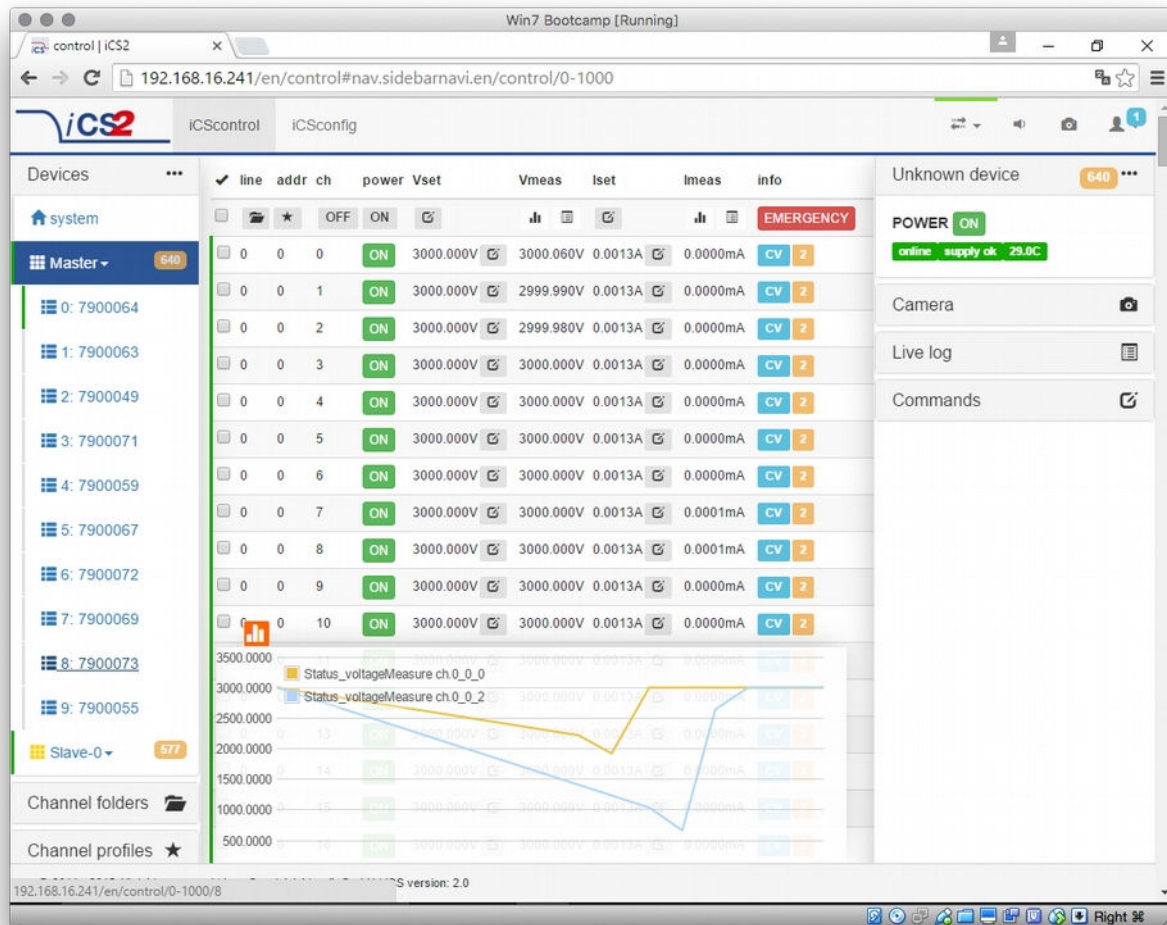 Win7 Bootcamp [Running]
control | iCS2
192.168.16.241/en/control#nav.sidebarnavi.en/control/0-1000
iCS2 iCScontrol iCSconfig 1
Devices
system
Master 640
0: 7900064
1: 7900063
2: 7900049
3: 7900071
4: 7900059
5: 7900067
6: 7900072
7: 7900069
8: 7900073
9: 7900055
Slave-0 577
Channel folders
Channel profiles
line addr ch power Vset Vmeas Iset Imeas info
OFF ON EMERGENCY
0 0 0 ON 3000.000V 3000.060V 0.0013A 0.0000mA CV 2
0 0 1 ON 3000.000V 2999.990V 0.0013A 0.0000mA CV 2
0 0 2 ON 3000.000V 2999.980V 0.0013A 0.0000mA CV 2
0 0 3 ON 3000.000V 3000.000V 0.0013A 0.0000mA CV 2
0 0 4 ON 3000.000V 3000.000V 0.0013A 0.0000mA CV 2
0 0 5 ON 3000.000V 3000.000V 0.0013A 0.0000mA CV 2
0 0 6 ON 3000.000V 3000.000V 0.0013A 0.0000mA CV 2
0 0 7 ON 3000.000V 3000.000V 0.0013A 0.0001mA CV 2
0 0 8 ON 3000.000V 3000.000V 0.0013A 0.0001mA CV 2
0 0 9 ON 3000.000V 3000.000V 0.0013A 0.0000mA CV 2
0 10 ON 3000.000V 3000.000V 0.0013A 0.0000mA CV 2
3500.0000
Status_voltageMeasure ch.0_0_0
3000.0000
Status_voltageMeasure ch.0_0_2
2500.0000
2000.0000
1500.0000
1000.0000
500.0000
Unknown device 640
POWER ON
online supply ok 29.0C
Camera
Live log
Commands
version: 2.0
192.168.16.241/en/control/0-1000/8
Right ⌘